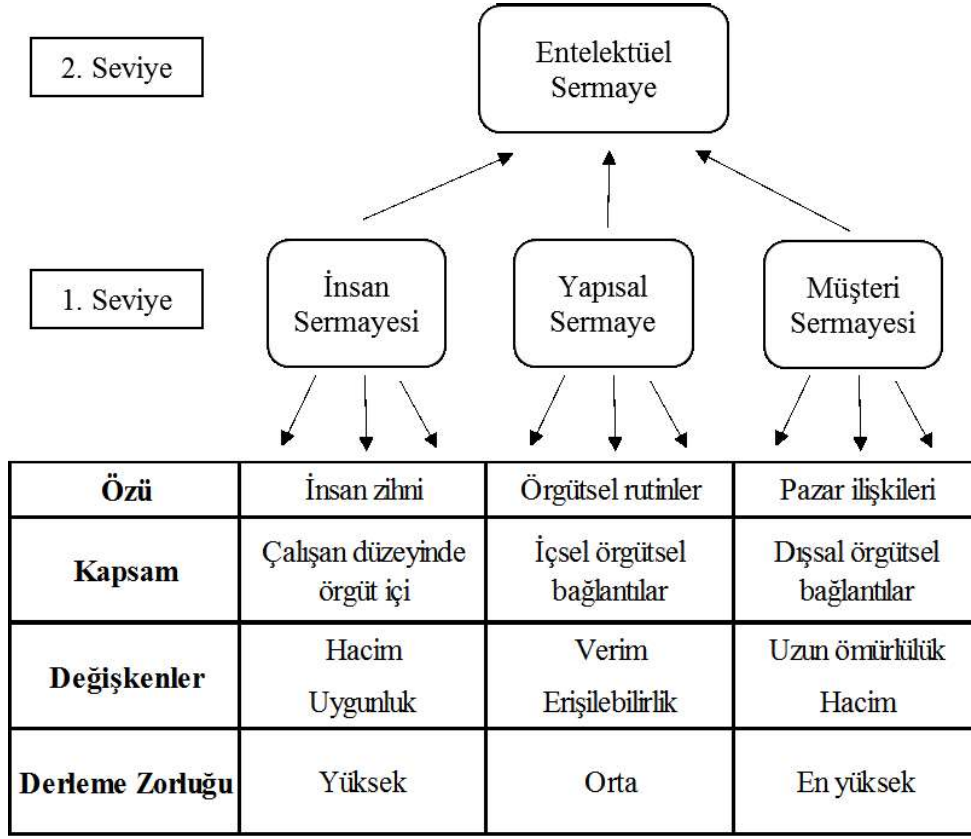 2. Seviye
Entelektüel
Sermaye
1. Seviye
İnsan
Sermayesi
Yapısal
Sermaye
Müşteri
Sermayesi
Özü
İnsan zihni
Örgütsel rutinler
Pazar ilişkileri
Kapsam
Çalışan düzeyinde
örgüt içi
İçsel örgütsel
bağlantılar
Dışsal örgütsel
bağlantılar
Değişkenler
Hacim
Uygunluk
Verim
Erişilebilirlik
Uzun ömürlülük
Hacim
Derleme Zorluğu
Yüksek
Orta
En yüksek